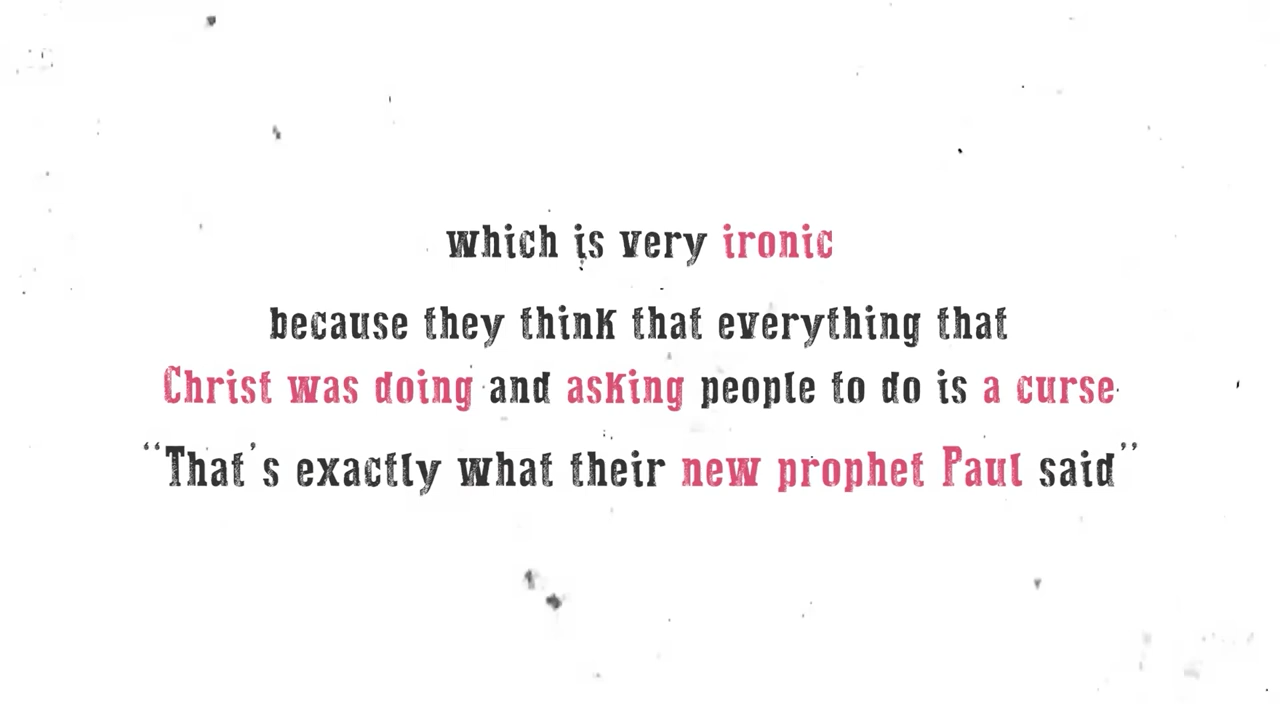 which is very ironic
because they think that everything that
Christ was doing and asking people to do is a curse
“That's exactly what their new prophet Paul said”